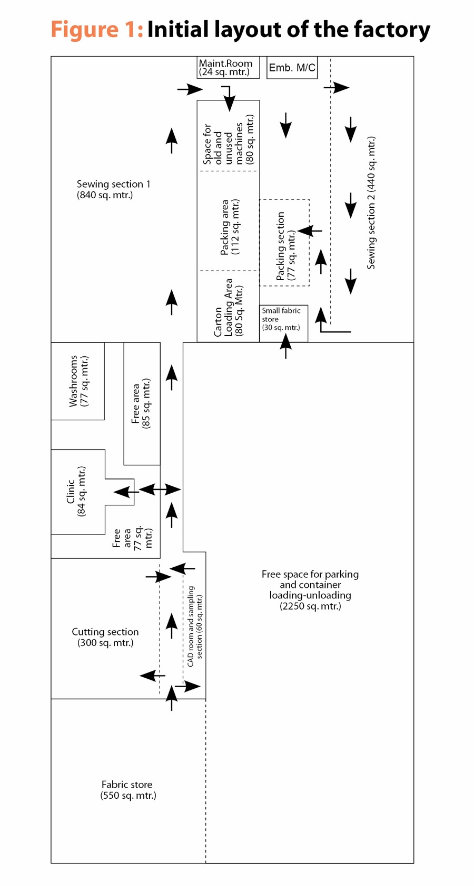 Figure 1: Initial layout of the factory
Maint.Room
(24 sq. mtr.)
Emb. M/C
Space for
old and
unused
machines
(80 sq. mtr.)
Sewing section 1
(840 sq. mtr.)
Packing area
(112 sq. mtr.)
Packing section
(77 sq. mtr.)
Sewing section 2 (440 sq. mtr.)
Carton
Loading Area
(80 Sq. Mtr.)
Small fabric
store
(30 sq. mtr.)
Washrooms
(77 sq. mtr.)
Free area
(85 sq. mtr.)
Clinic
(84 sq. mtr.)
Free
area
77 sq.
mtr.)
Free space for parking
and container
loading-unloading
(2250 sq. mtr.)
Cutting section
(300 sq. mtr.)
CAD room and sampling
section (60 sq. mtr.)
Fabric store
(550 sq. mtr.)